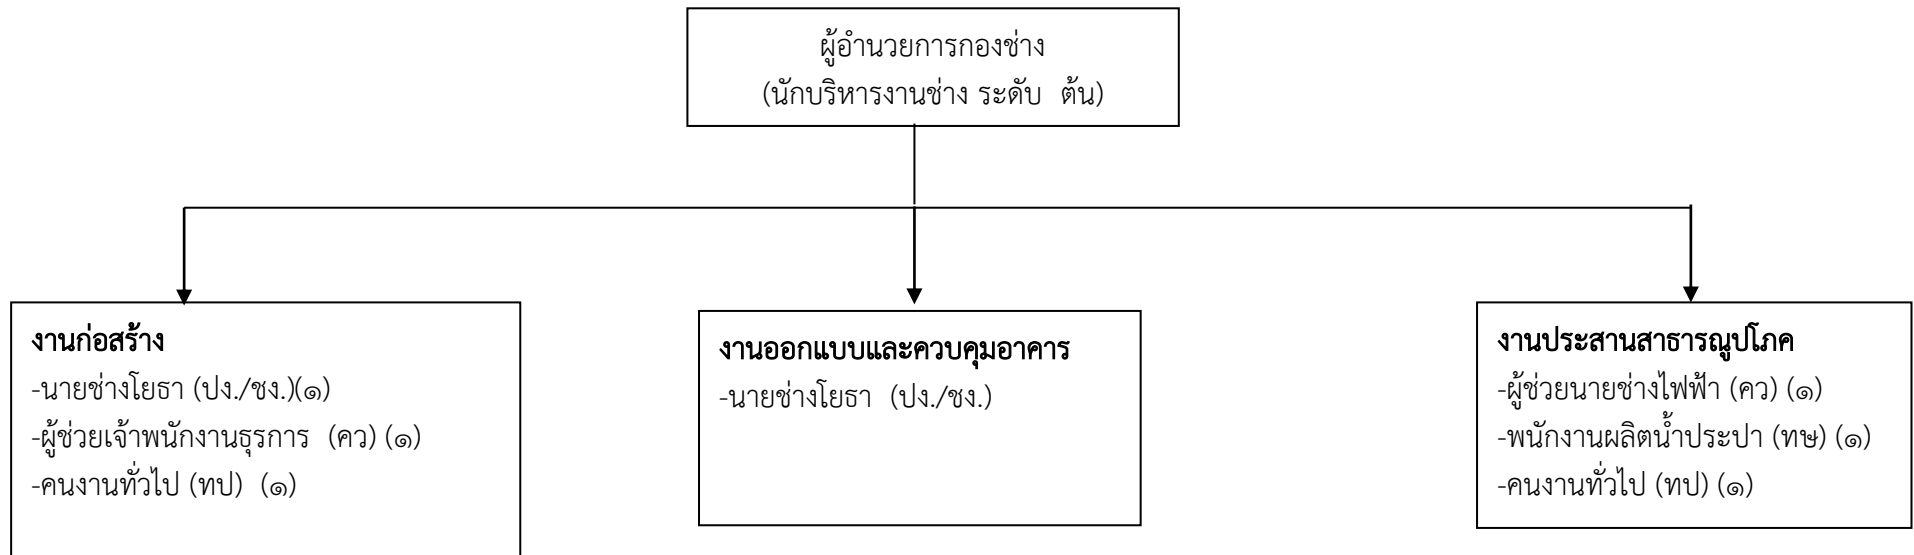 ผู้อำนวยการกองช่าง
(นักบริหารงานช่าง ระดับ  ต้น)
งานก่อสร้าง
-นายช่างโยธา (ปง./ชง.)(๑)
-ผู้ช่วยเจ้าพนักงานธุรการ  (คว) (๑)
-คนงานทั่วไป (ทป)  (๑)
งานออกแบบและควบคุมอาคาร
-นายช่างโยธา  (ปง./ชง.)
งานประสานสาธารณูปโภค
-ผู้ช่วยนายช่างไฟฟ้า (คว) (๑)
-พนักงานผลิตน้ำประปา (ทษ) (๑)
-คนงานทั่วไป (ทป) (๑)